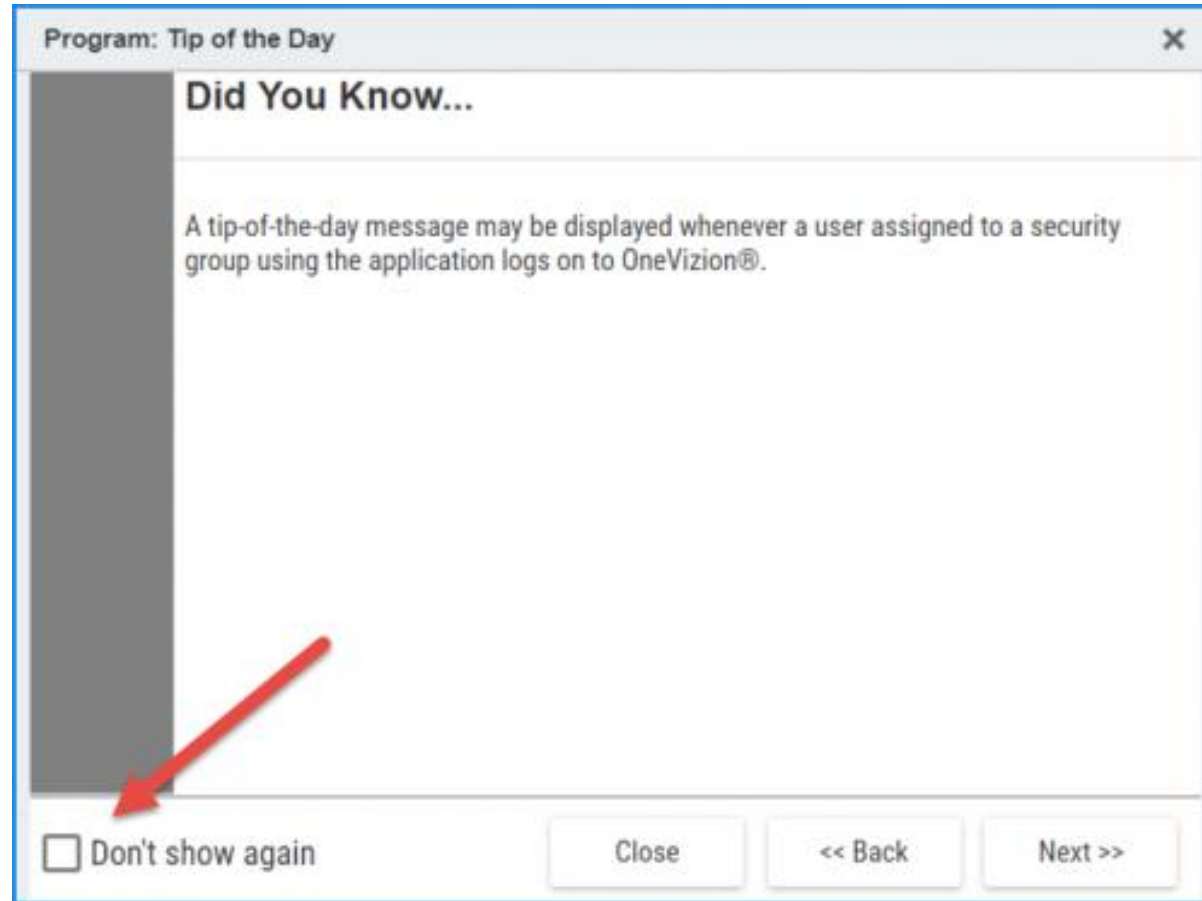 Program: Tip of the Day
Did You Know...
A tip-of-the-day message may be displayed whenever a user assigned to a security
group using the application logs on to OneVizion®.
Don't show again
Close
<< Back
Next >>